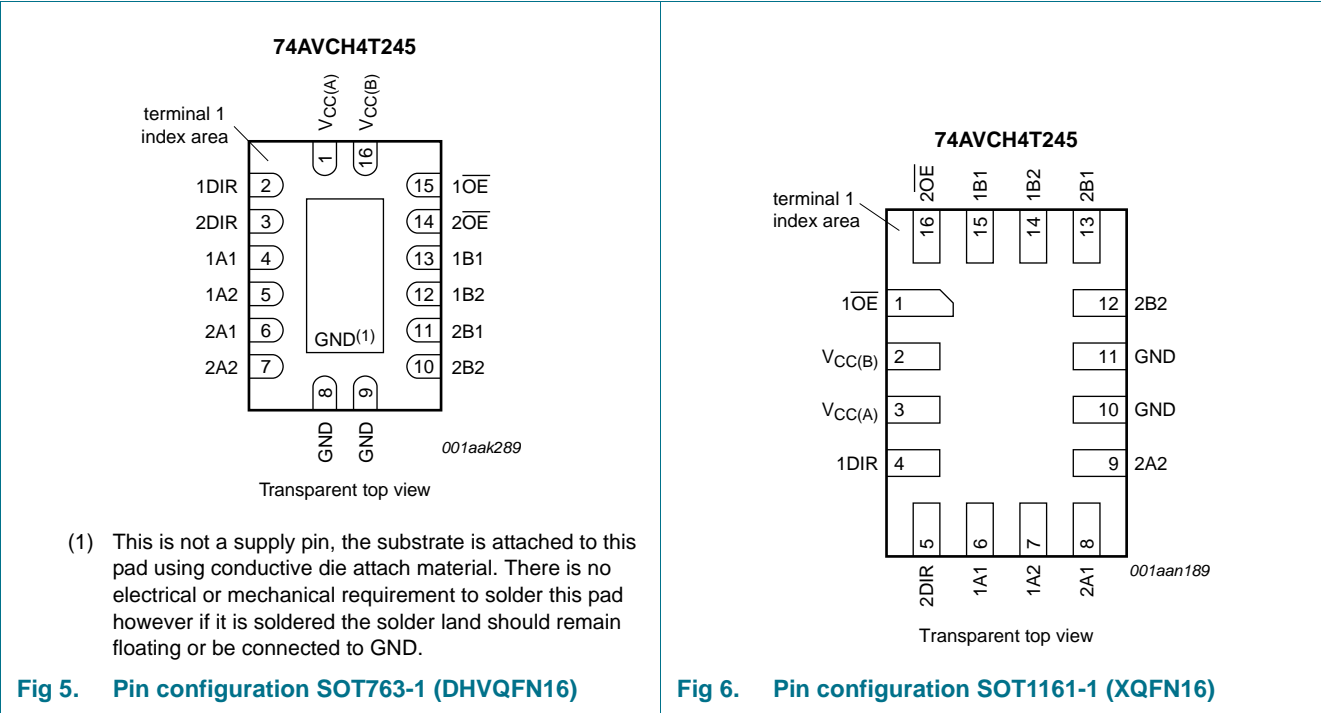 74AVCH4T245
VCC(A)
VCC(B)
terminal 1
index area
1
16
1DIR 2
15 1OE
2DIR 3
14 2OE
1A1 4
13 1B1
1A2 5
12 1B2
2A1 6
11 2B1
2A2 7
10 2B2
GND(1)
8
9
GND
GND
001aak289
Transparent top view
(1) This is not a supply pin, the substrate is attached to this
pad using conductive die attach material. There is no
electrical or mechanical requirement to solder this pad
however if it is soldered the solder land should remain
floating or be connected to GND.
Fig 5. Pin configuration SOT763-1 (DHVQFN16)
74AVCH4T245
2OE
1B1
1B2
2B1
terminal 1
index area
16
15
14
13
1OE 1
12 2B2
VCC(B) 2
11 GND
VCC(A) 3
10 GND
1DIR 4
9 2A2
5
6
7
8
2DIR
1A1
1A2
2A1
001aan189
Transparent top view
Fig 6. Pin configuration SOT1161-1 (XQFN16)